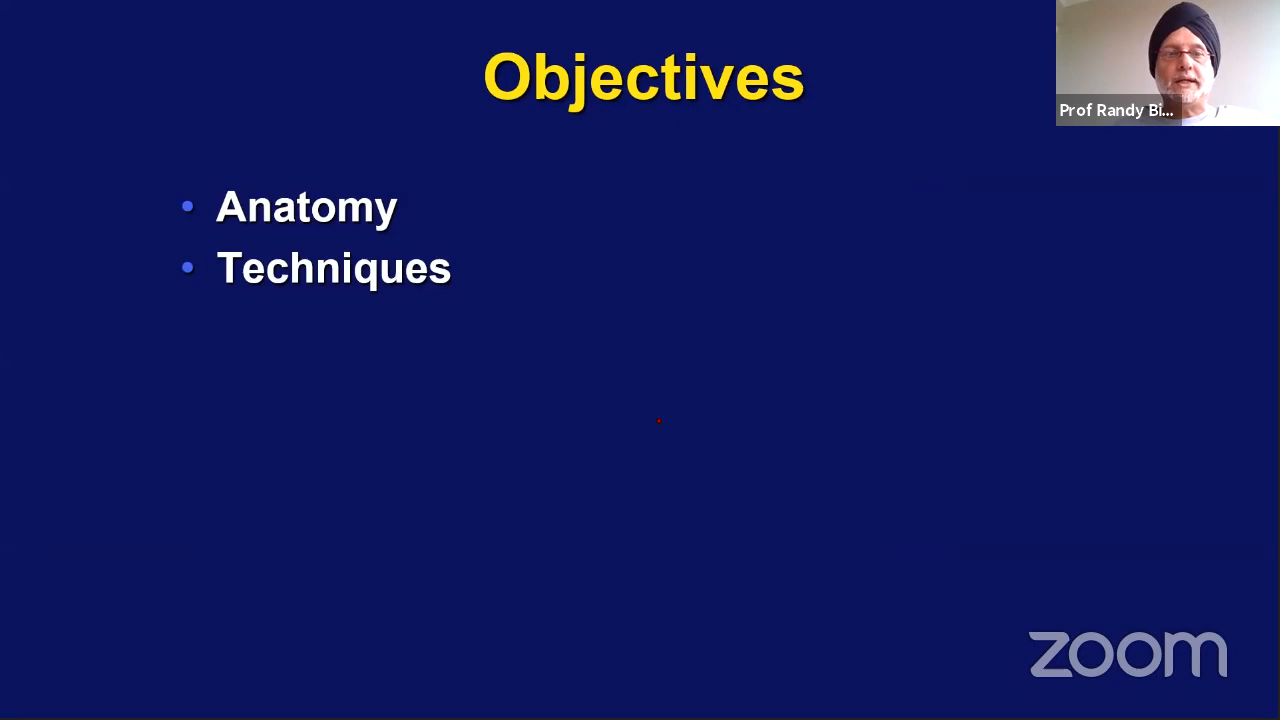 Objectives
Prof Randy Bi...
• Anatomy
• Techniques
zoom